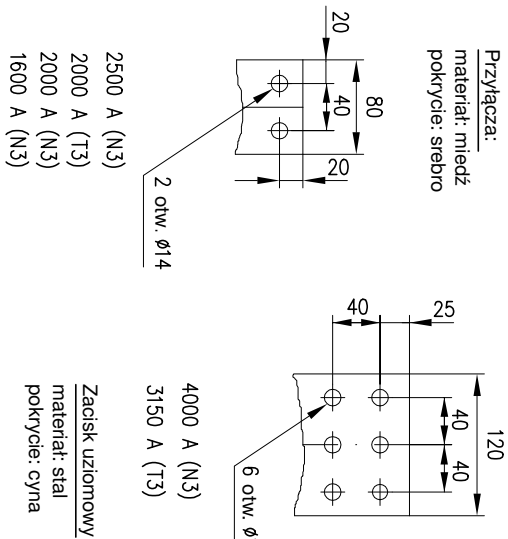 Przyłącza:
materiał: miedź
pokrycie: srebro
20
80
40
20
2 otw. ø14
2500 A (N3)
2000 A (T3)
2000 A (N3)
1600 A (N3)
120
40
40
25
40
6 otw. ø
4000 A (N3)
3150 A (T3)
Zacisk uziomowy
materiał: stal
pokrycie: cyna